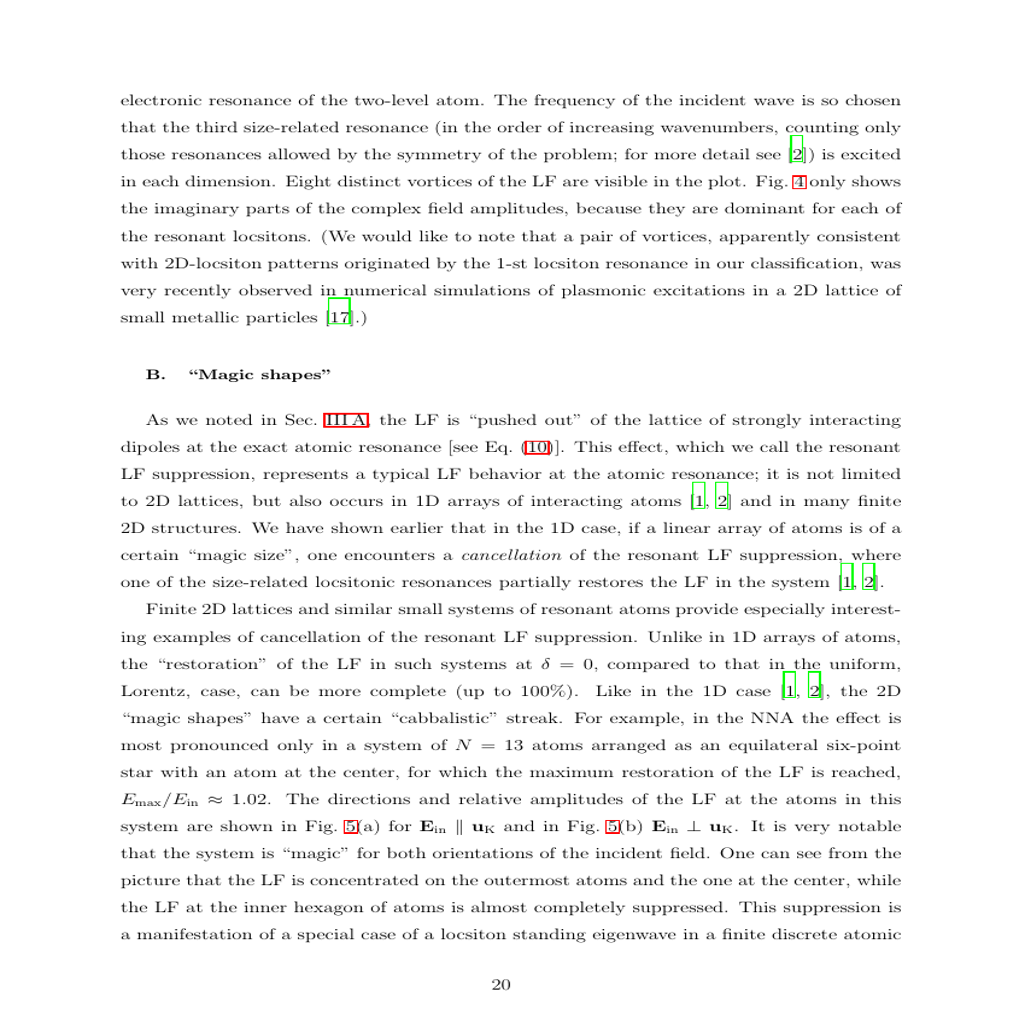 electronic resonance of the two-level atom. The frequency of the incident wave is so chosen
that the third size-related resonance (in the order of increasing wavenumbers, counting only
those resonances allowed by the symmetry of the problem; for more detail see [2]) is excited
in each dimension. Eight distinct vortices of the LF are visible in the plot. Fig. 4 only shows
the imaginary parts of the complex field amplitudes, because they are dominant for each of
the resonant locsitons. (We would like to note that a pair of vortices, apparently consistent
with 2D-locsiton patterns originated by the 1-st locsiton resonance in our classification, was
very recently observed in numerical simulations of plasmonic excitations in a 2D lattice of
small metallic particles [17].)
B. “Magic shapes”
As we noted in Sec. III A, the LF is “pushed out” of the lattice of strongly interacting
dipoles at the exact atomic resonance [see Eq. (10)]. This effect, which we call the resonant
LF suppression, represents a typical LF behavior at the atomic resonance; it is not limited
to 2D lattices, but also occurs in 1D arrays of interacting atoms [1, 2] and in many finite
2D structures. We have shown earlier that in the 1D case, if a linear array of atoms is of a
certain “magic size”, one encounters a cancellation of the resonant LF suppression, where
one of the size-related locsitonic resonances partially restores the LF in the system [1, 2].
Finite 2D lattices and similar small systems of resonant atoms provide especially interest-
ing examples of cancellation of the resonant LF suppression. Unlike in 1D arrays of atoms,
the “restoration” of the LF in such systems at δ = 0, compared to that in the uniform,
Lorentz, case, can be more complete (up to 100%). Like in the 1D case [1, 2], the 2D
“magic shapes” have a certain “cabbalistic” streak. For example, in the NNA the effect is
most pronounced only in a system of N = 13 atoms arranged as an equilateral six-point
star with an atom at the center, for which the maximum restoration of the LF is reached,
Emax/Ein ≈ 1.02. The directions and relative amplitudes of the LF at the atoms in this
system are shown in Fig. 5(a) for Ein ∥ uK and in Fig. 5(b) Ein ⊥ uK. It is very notable
that the system is “magic” for both orientations of the incident field. One can see from the
picture that the LF is concentrated on the outermost atoms and the one at the center, while
the LF at the inner hexagon of atoms is almost completely suppressed. This suppression is
a manifestation of a special case of a locsiton standing eigenwave in a finite discrete atomic
20